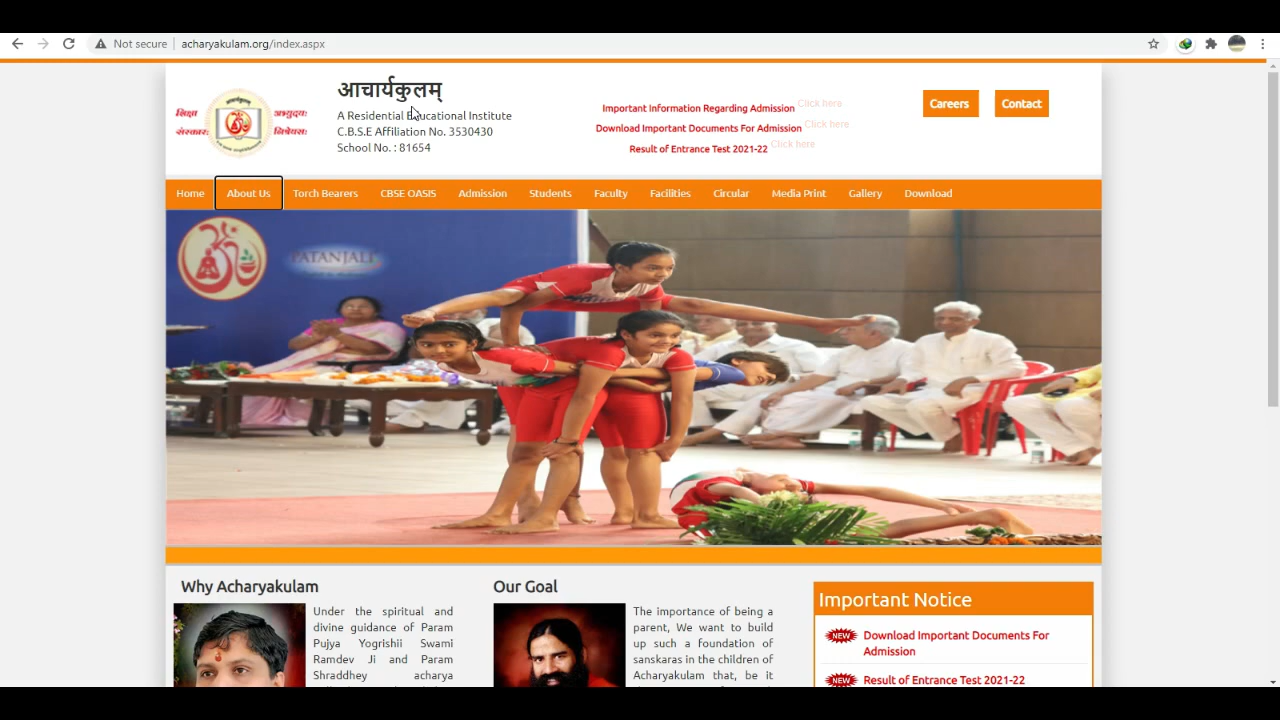 Not secure
acharyakulam.org/index.aspx
शिक्षा
संस्कार:
अभ्युदय:
निःश्रेयस:
आचार्यकुलम्
A Residential Educational Institute
C.B.S.E Affiliation No. 3530430
School No. : 81654
Important Information Regarding Admission Click here
Download Important Documents For Admission Click here
Result of Entrance Test 2021-22 Click here
Careers
Contact
Home About Us Torch Bearers CBSE OASIS Admission Students Faculty Facilities Circular Media Print Gallery Download
PATANJALI
Why Acharyakulam
Under the spiritual and
divine guidance of Param
Pujya Yogrishii Swami
Ramdev Ji and Param
Shraddhey acharya
Our Goal
The importance of being a
parent, We want to build
up such a foundation of
sanskaras in the children of
Acharyakulam that, be it
Important Notice
NEW Download Important Documents For
Admission
NEW Result of Entrance Test 2021-22